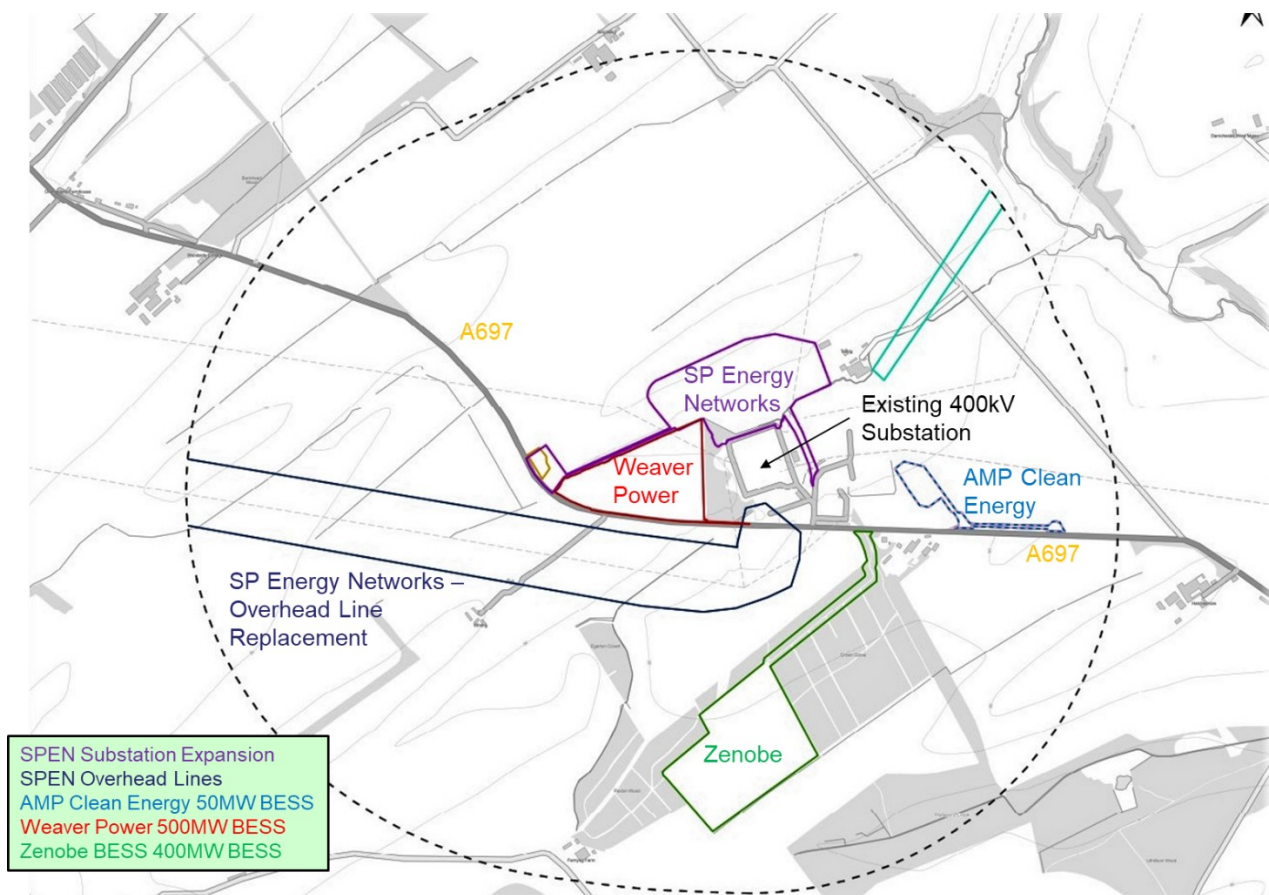 A697
SP Energy
Networks
Existing 400kV
Substation
Weaver
Power
AMP Clean
Energy
A697
SP Energy Networks –
Overhead Line
Replacement
Zenobe
SPEN Substation Expansion
SPEN Overhead Lines
AMP Clean Energy 50MW BESS
Weaver Power 500MW BESS
Zenobe BESS 400MW BESS